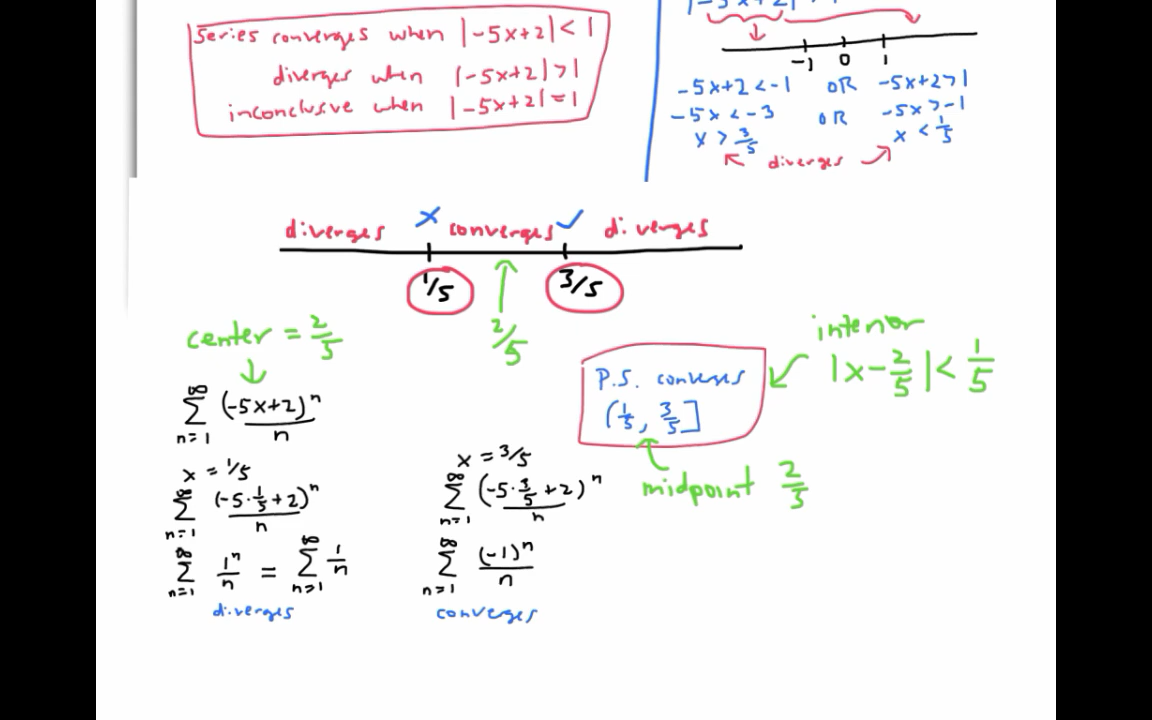 Series converges when |-5x+2| < 1
diverges when |-5x+2| > 1
inconclusive when |-5x+2| = 1
-1 0 1
-5x+2 < -1 OR -5x+2 > 1
-5x < -3 OR -5x > -1
x > 3/5 x < 1/5
diverges
diverges x converges ✓ diverges
1/5 3/5
center = 2/5
2/5
interior
|x - 2/5| < 1/5
P.S. converges
(1/5, 3/5]
midpoint 2/5
∞ ∑ n=1 (-5x+2)^n / n
x = 1/5
∞ ∑ n=1 (-5·1/5+2)^n / n
∞ ∑ n=1 1^n / n = ∞ ∑ n=1 1/n
diverges
x = 3/5
∞ ∑ n=1 (-5·3/5+2)^n / n
∞ ∑ n=1 (-1)^n / n
converges